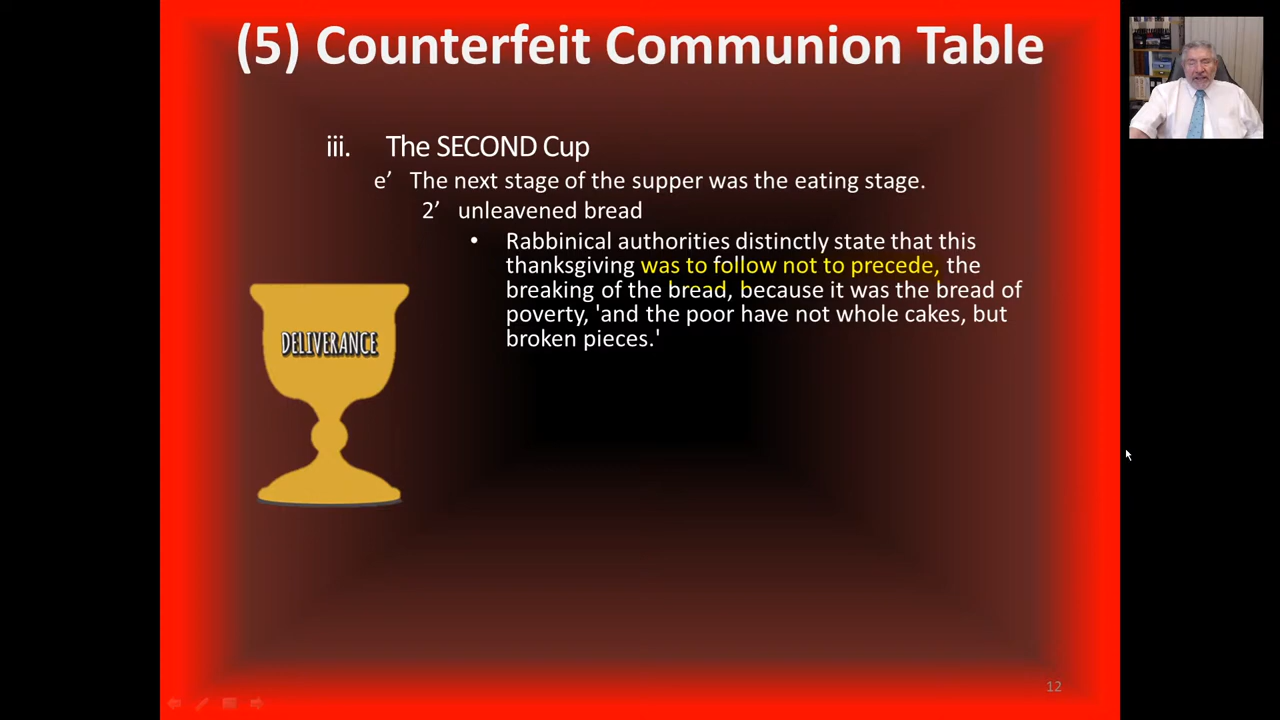 (5) Counterfeit Communion Table
iii. The SECOND Cup
e’ The next stage of the supper was the eating stage.
2’ unleavened bread
• Rabbinical authorities distinctly state that this
thanksgiving was to follow not to precede, the
breaking of the bread, because it was the bread of
poverty, 'and the poor have not whole cakes, but
broken pieces.'
DELIVERANCE
12